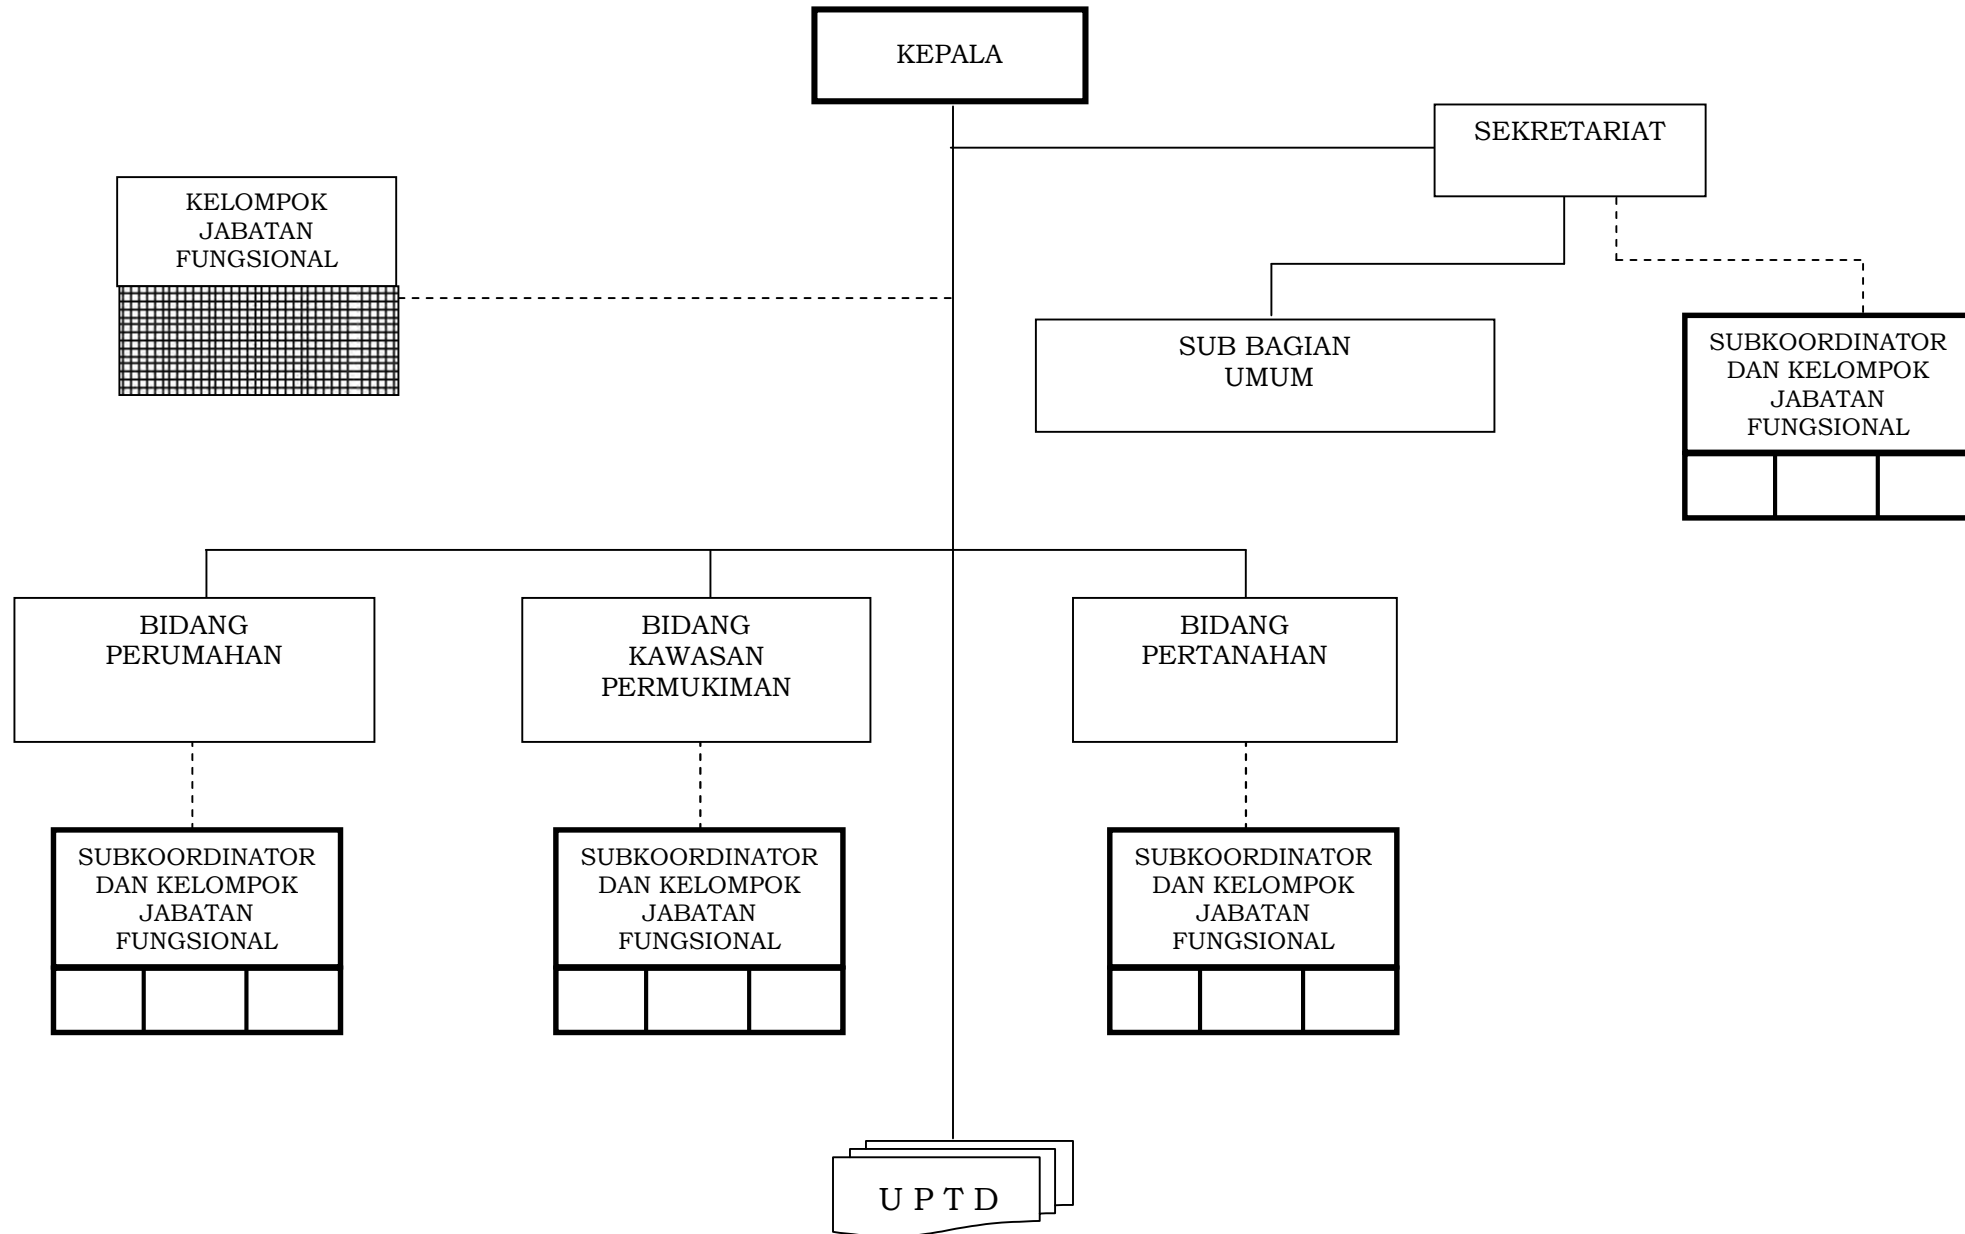 KEPALA
SEKRETARIAT
KELOMPOK
JABATAN
FUNGSIONAL
SUB BAGIAN
UMUM
SUBKOORDINATOR
DAN KELOMPOK
JABATAN
FUNGSIONAL
BIDANG
PERUMAHAN
BIDANG
KAWASAN
PERMUKIMAN
BIDANG
PERTANAHAN
SUBKOORDINATOR
DAN KELOMPOK
JABATAN
FUNGSIONAL
SUBKOORDINATOR
DAN KELOMPOK
JABATAN
FUNGSIONAL
SUBKOORDINATOR
DAN KELOMPOK
JABATAN
FUNGSIONAL
U P T D